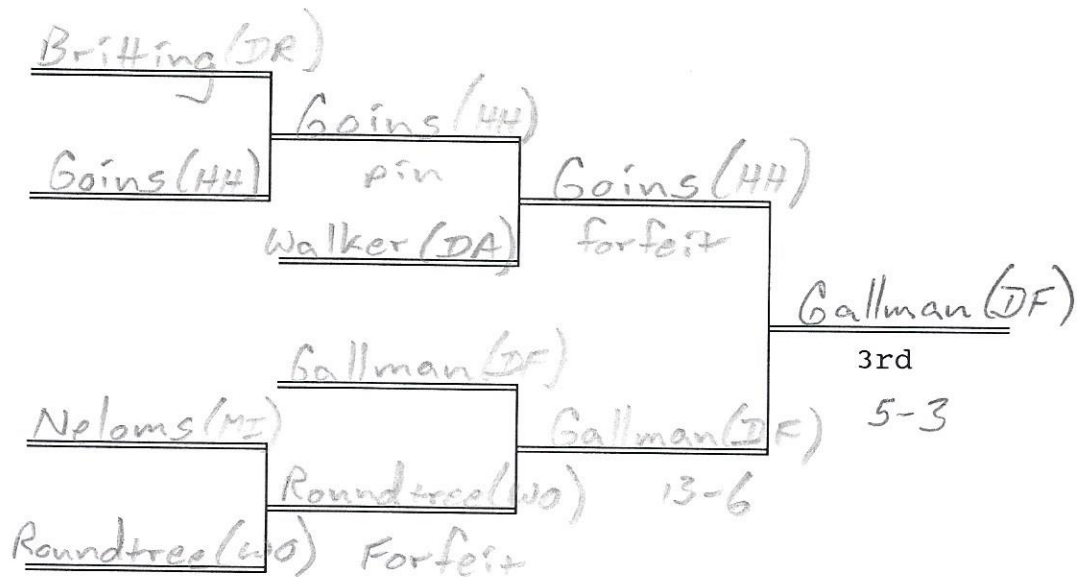 Britting (DR)
Goins (HH)
Goins (HH)
pin
Goins (HH)
Walker (DA)
forfeit
Gallman (DF)
3rd
Gallman (DF)
5-3
Neloms (MI)
Gallman (DF)
Roundtree (WO)
13-6
Roundtree (WO)
Forfeit